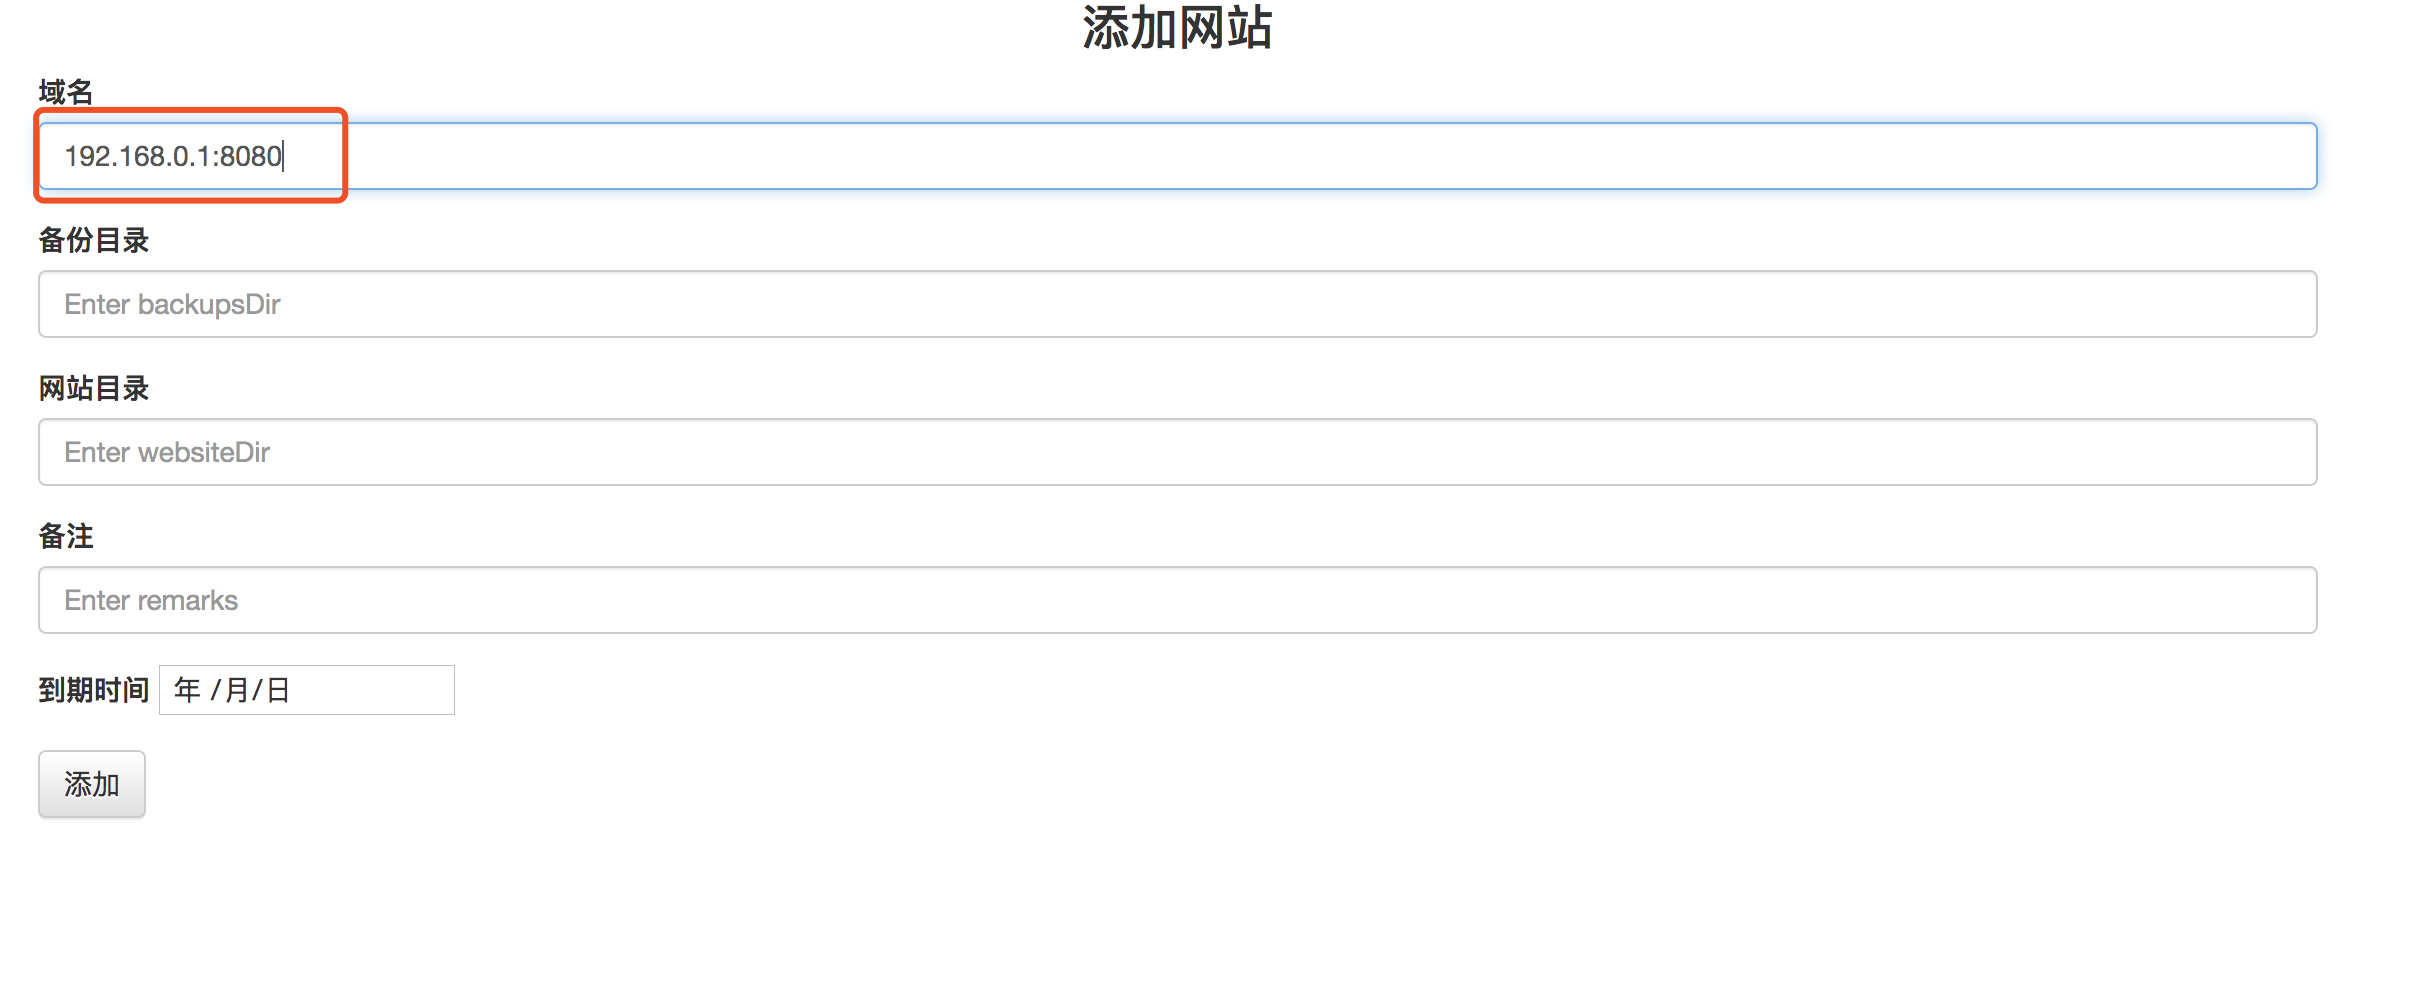 添加网站
域名
192.168.0.1:8080
备份目录
Enter backupsDir
网站目录
Enter websiteDir
备注
Enter remarks
到期时间 年 /月/日
添加